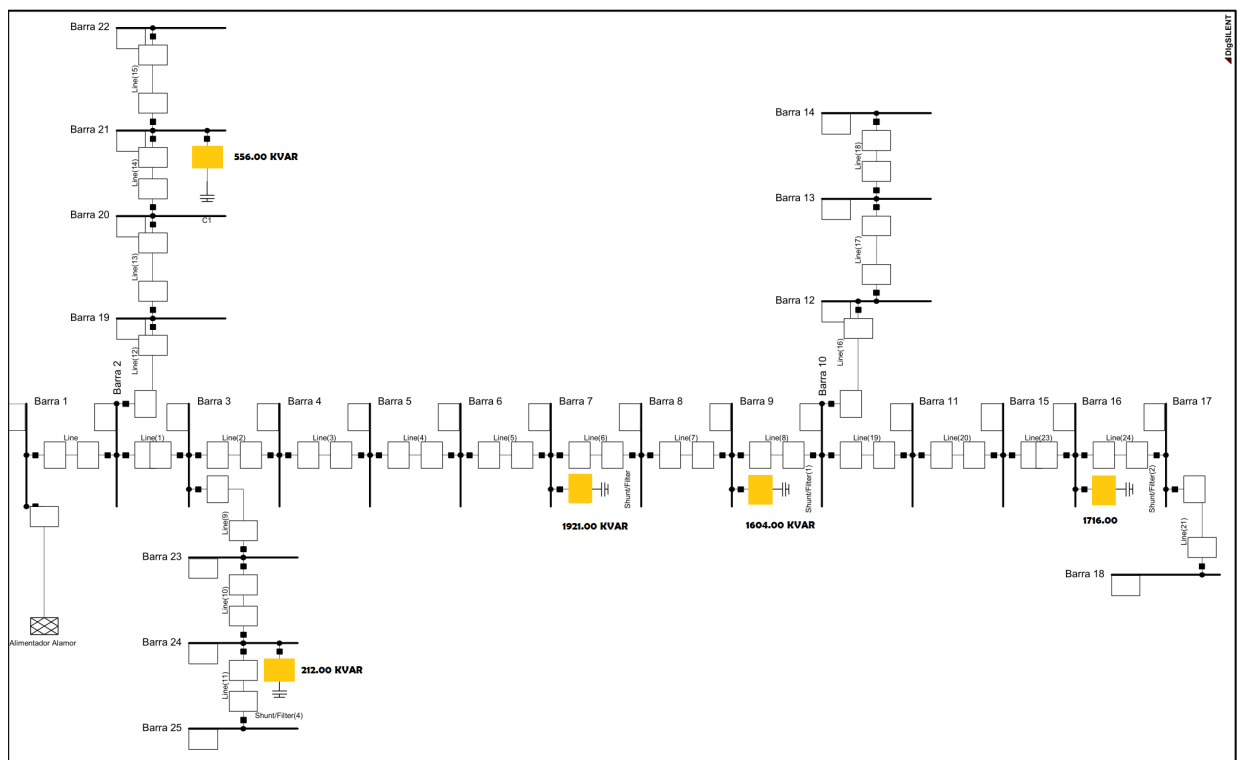 DIgSILENT
Barra 22
Line(15)
Barra 21
556.00 KVAR
Line(14)
C1
Barra 20
Line(13)
Barra 19
Line(12)
Barra 14
Line(18)
Barra 13
Line(17)
Barra 12
Line(16)
Barra 1
Barra 2
Barra 3
Barra 4
Barra 5
Barra 6
Barra 7
Barra 8
Barra 9
Barra 10
Barra 11
Barra 15
Barra 16
Barra 17
Line
Line(1)
Line(2)
Line(3)
Line(4)
Line(5)
Line(6)
Line(7)
Line(8)
Line(19)
Line(20)
Line(23)
Line(24)
Shunt/Filter
Shunt/Filter(1)
Shunt/Filter(2)
1921.00 KVAR
1604.00 KVAR
1716.00
Line(9)
Line(21)
Barra 23
Barra 18
Line(10)
Alimentador Alamor
Barra 24
212.00 KVAR
Line(11)
Shunt/Filter(4)
Barra 25